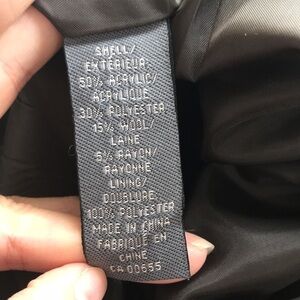 SHELL/
EXTÉRIEUR:
50% ACRYLIC/
ACRYLIQUE
30% POLYESTER
15% WOOL/
LAINE
5% RAYON/
RAYONNE
LINING/
DOUBLURE:
100% POLYESTER
MADE IN CHINA
FABRIQUÉ EN
CHINE
CA 00655